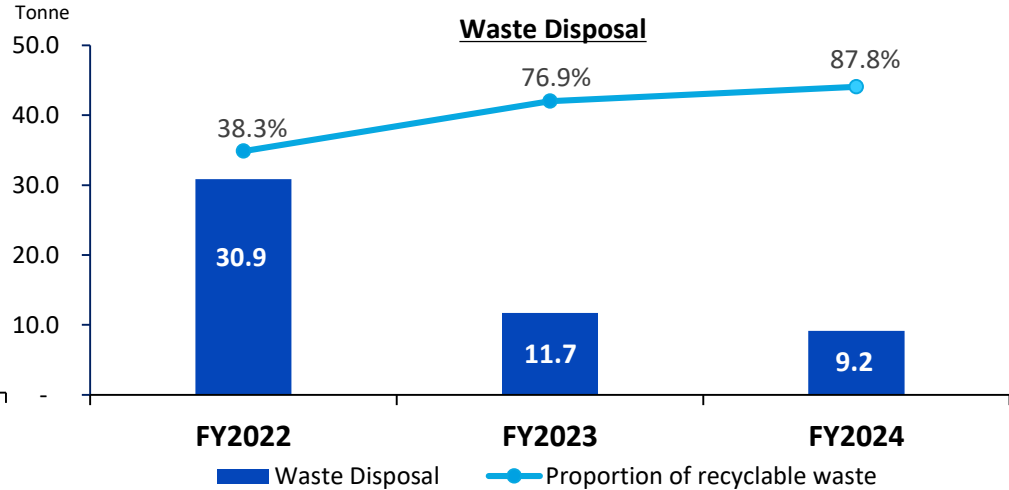 Tonne
Waste Disposal
50.0
40.0
30.0
20.0
10.0
-
38.3%
76.9%
87.8%
30.9
11.7
9.2
FY2022
FY2023
FY2024
Waste Disposal
Proportion of recyclable waste